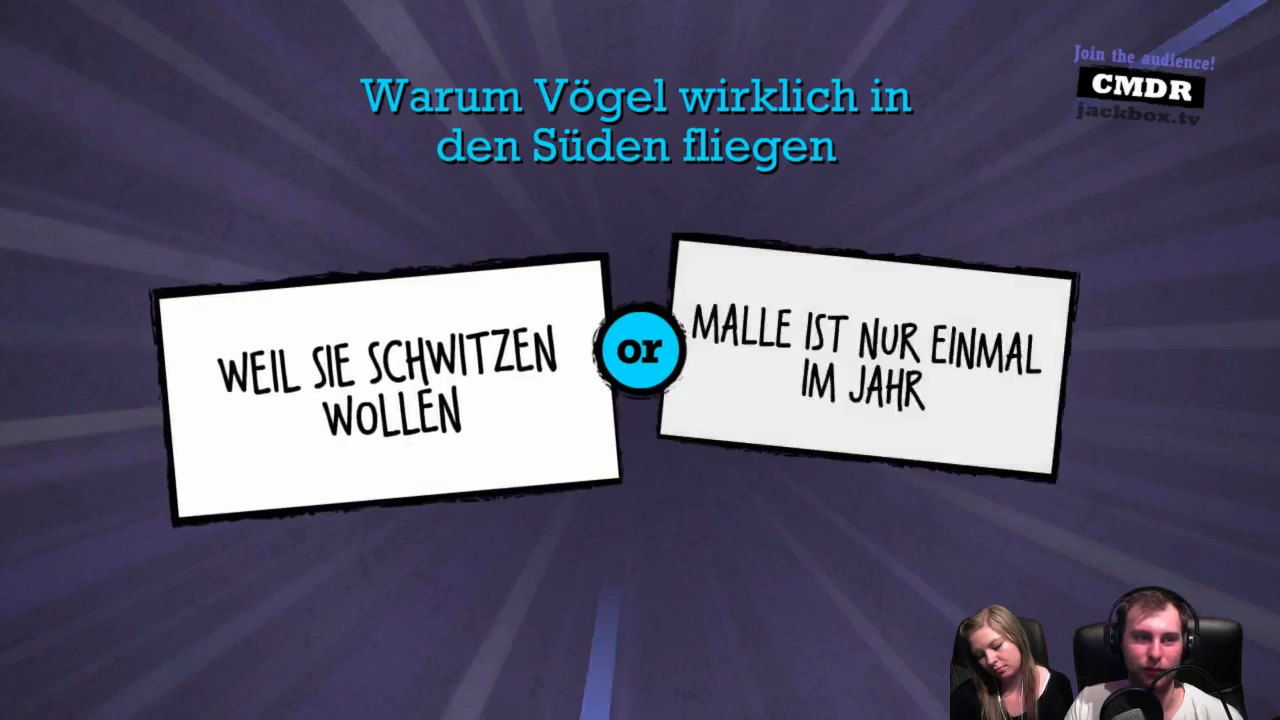 Join the audience!
CMDR
jackbox.tv
Warum Vögel wirklich in
den Süden fliegen
WEIL SIE SCHWITZEN
WOLLEN
or
MALLE IST NUR EINMAL
IM JAHR